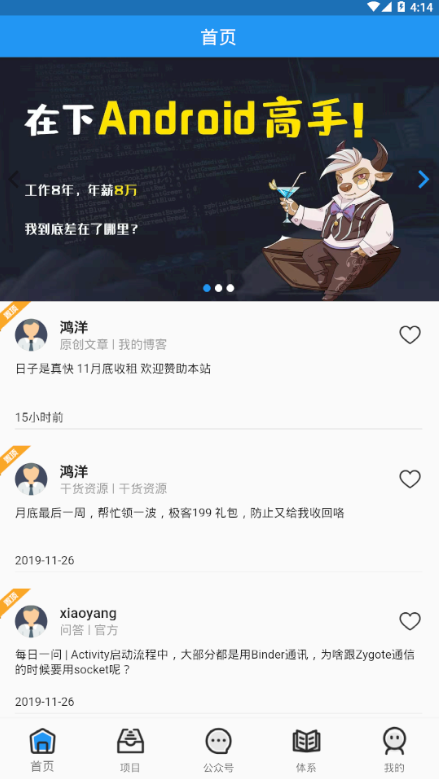 4:14
首页
在下Android高手!
工作8年，年薪8万
我到底差在了哪里?
置顶
鸿洋
原创文章 | 我的博客
日子是真快 11月底收租 欢迎赞助本站
15小时前
置顶
鸿洋
干货资源 | 干货资源
月底最后一周，帮忙领一波，极客199 礼包，防止又给我收回咯
2019-11-26
置顶
xiaoyang
问答 | 官方
每日一问 | Activity启动流程中，大部分都是用Binder通讯，为啥跟Zygote通信
的时候要用socket呢？
2019-11-26
首页 项目 公众号 体系 我的